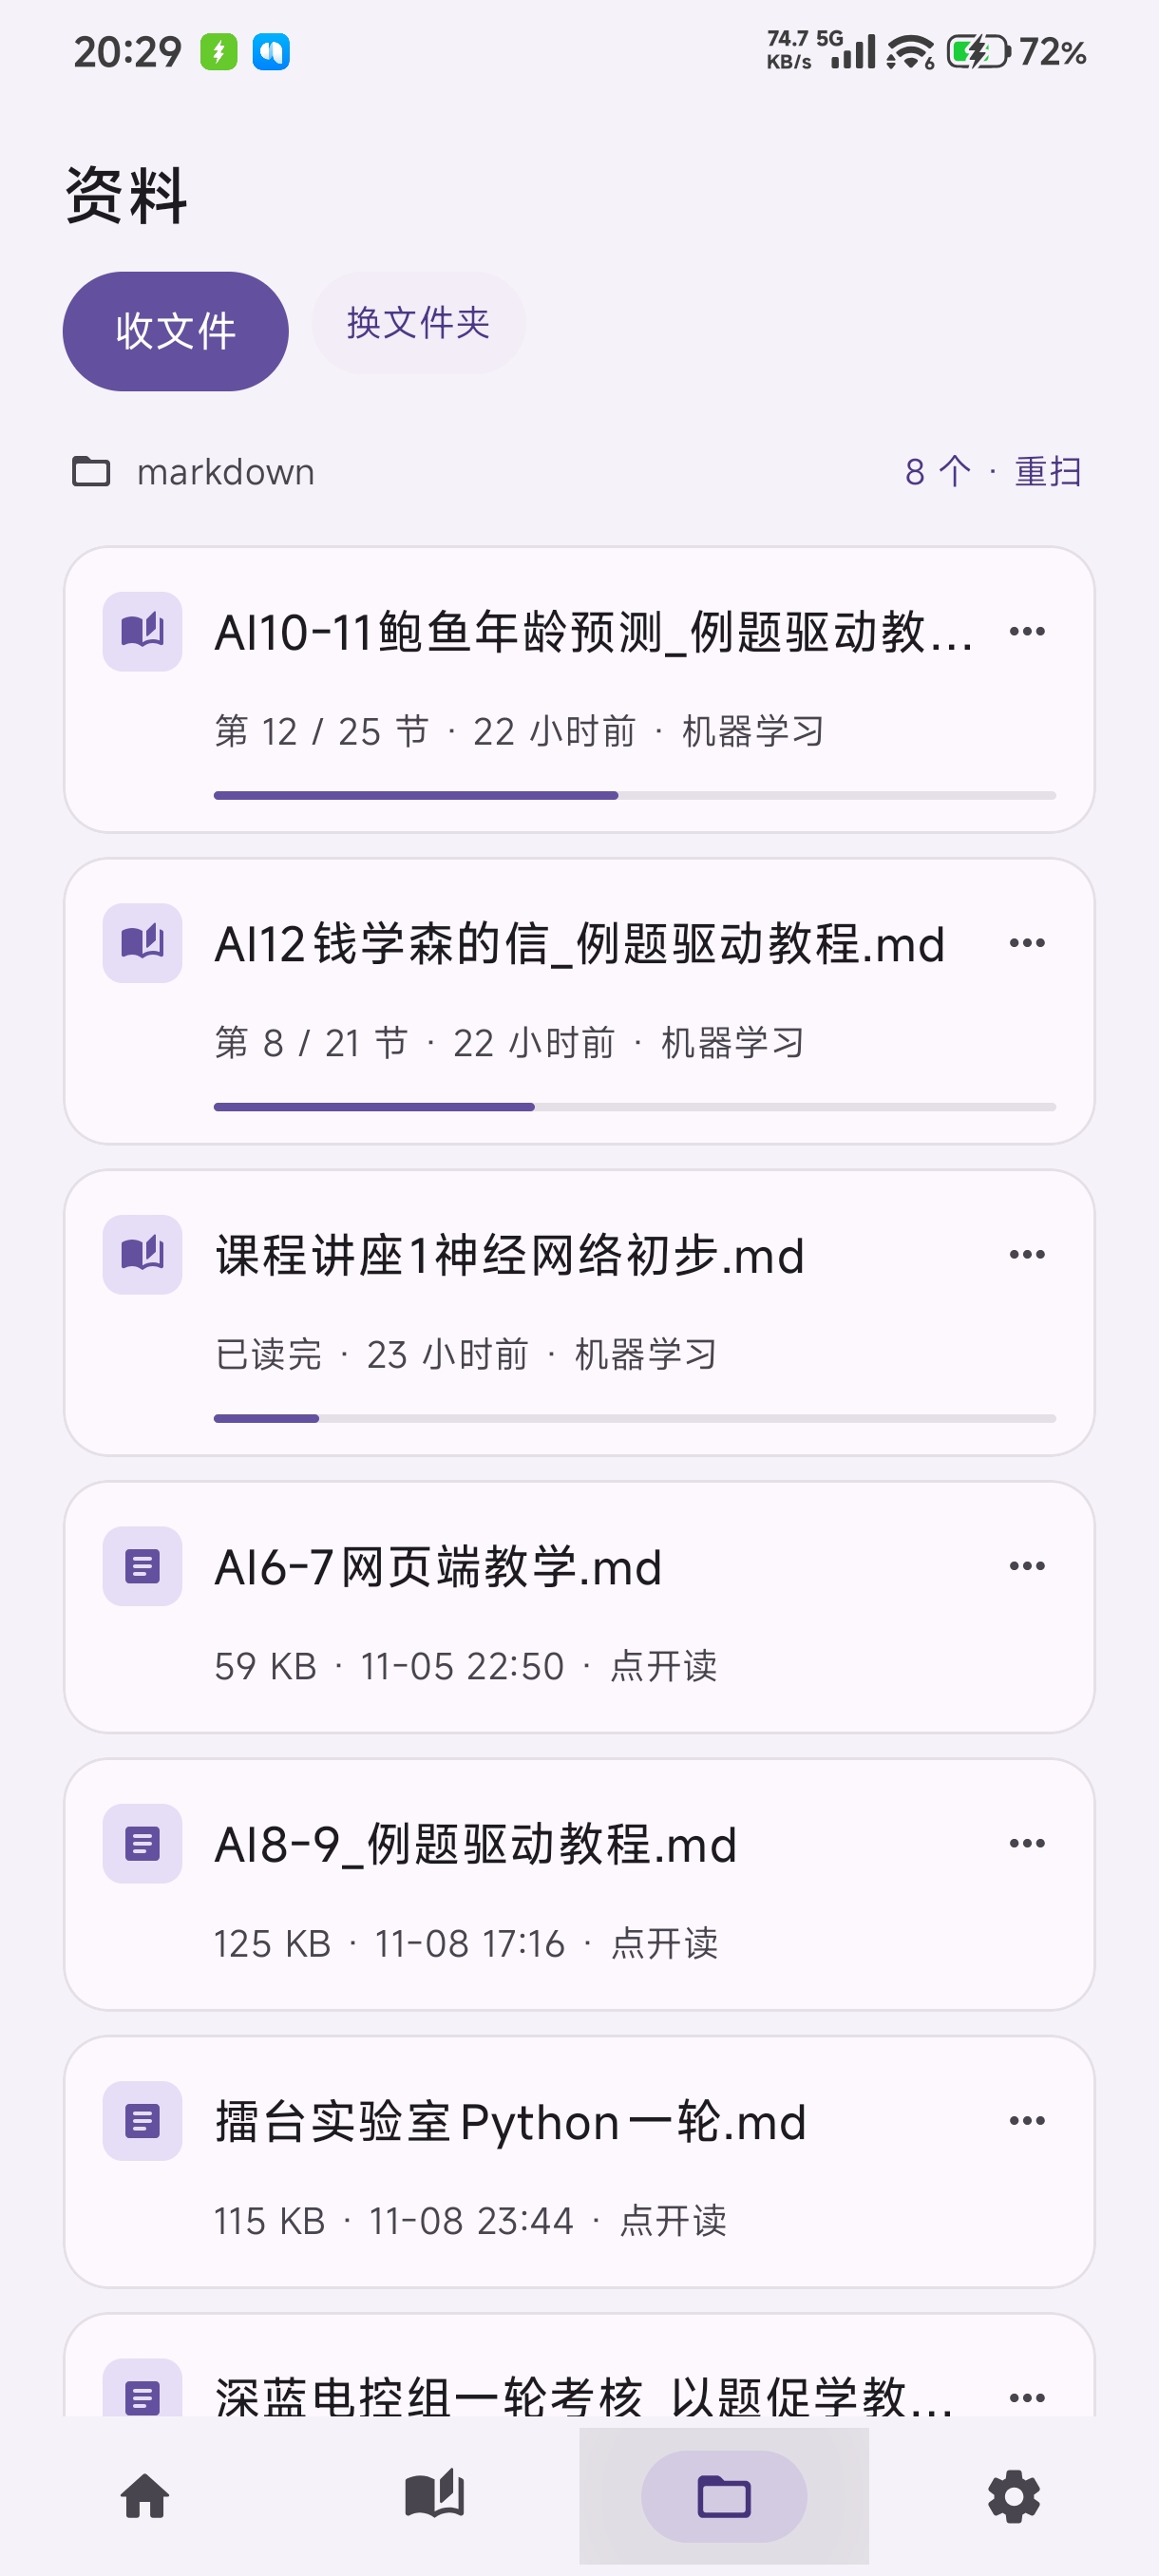 20:29
74.7 5G
KB/s
6
72%
资料
收文件
换文件夹
markdown
8 个 · 重扫
AI10-11鲍鱼年龄预测_例题驱动教...
第 12 / 25 节 · 22 小时前 · 机器学习
AI12钱学森的信_例题驱动教程.md
第 8 / 21 节 · 22 小时前 · 机器学习
课程讲座1神经网络初步.md
已读完 · 23 小时前 · 机器学习
AI6-7网页端教学.md
59 KB · 11-05 22:50 · 点开读
AI8-9_例题驱动教程.md
125 KB · 11-08 17:16 · 点开读
擂台实验室Python一轮.md
115 KB · 11-08 23:44 · 点开读
深蓝电控组一轮考核_以题促学教...